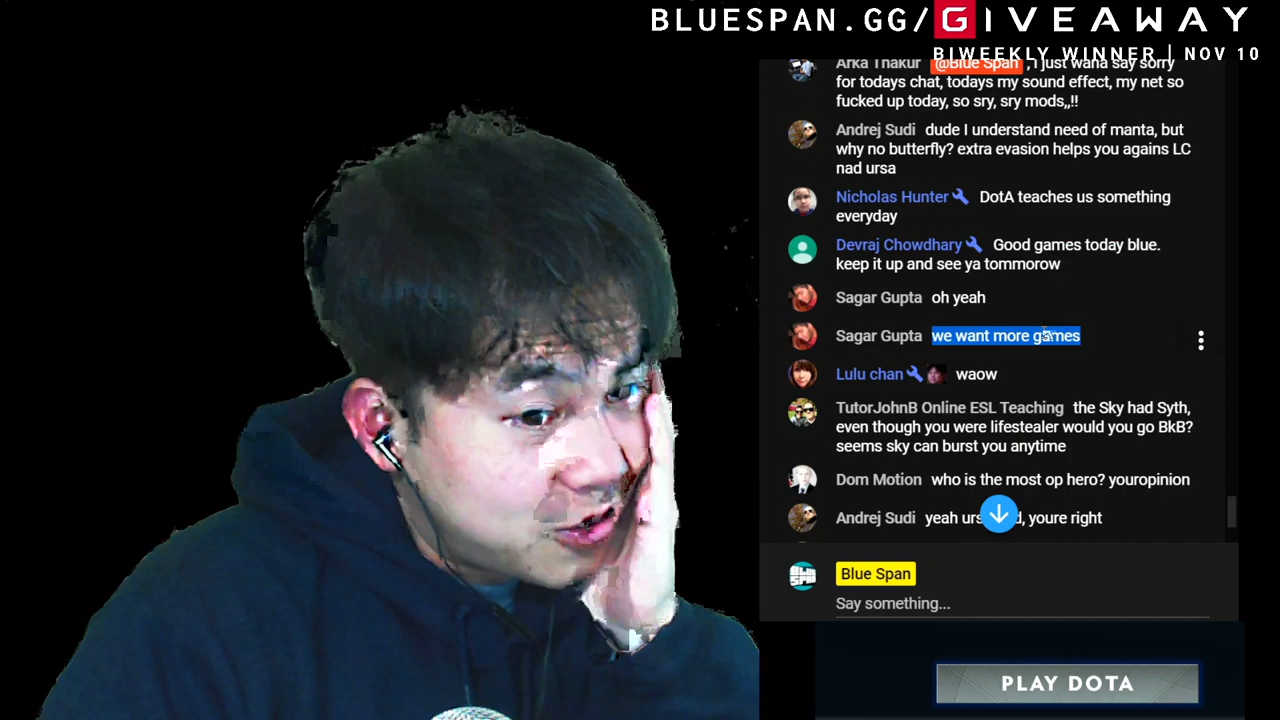 BLUESPAN.GG/GIVEAWAY
BIWEEKLY WINNER | NOV 10
Arka Thakur @Blue Span , i just wana say sorry
for todays chat, todays my sound effect, my net so
fucked up today, so sry, sry mods,,!!
Andrej Sudi dude I understand need of manta, but
why no butterfly? extra evasion helps you agains LC
nad ursa
Nicholas Hunter DotA teaches us something
everyday
Devraj Chowdhary Good games today blue.
keep it up and see ya tommorow
Sagar Gupta oh yeah
Sagar Gupta we want more games
Lulu chan waow
TutorJohnB Online ESL Teaching the Sky had Syth,
even though you were lifestealer would you go BkB?
seems sky can burst you anytime
Dom Motion who is the most op hero? youropinion
Andrej Sudi yeah youre right
Blue Span
Say something...
PLAY DOTA